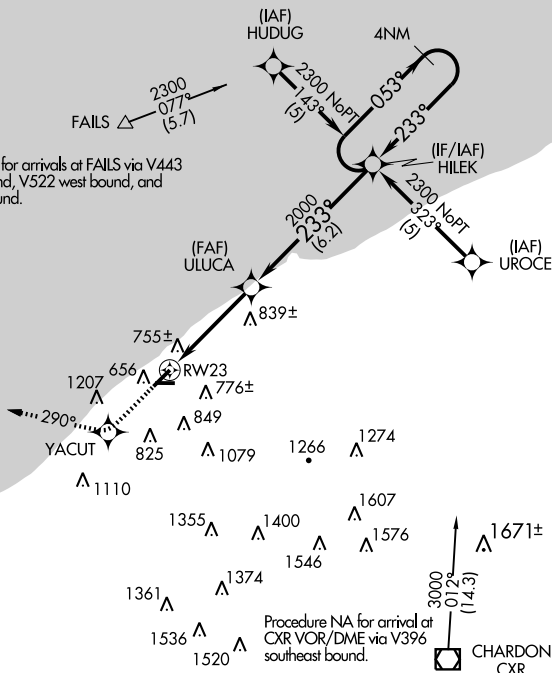 (IAF)
HUDUG
4NM
2300
077°
(5.7)
FAILS
2300 NoPT
143°
(5)
053°
233°
(IF/IAF)
HILEK
for arrivals at FAILS via V443
nd, V522 west bound, and
und.
2000
233°
(6.2)
2300 NoPT
323°
(5)
(IAF)
UROCE
(FAF)
ULUCA
839±
755±
656
RW23
1207
776±
290°
849
YACUT
825
1079
1266
1274
1110
1607
1355
1400
1546
1576
1671±
1374
1361
3000
012°
(14.3)
1536
1520
Procedure NA for arrival at
CXR VOR/DME via V396
southeast bound.
CHARDON
CXR